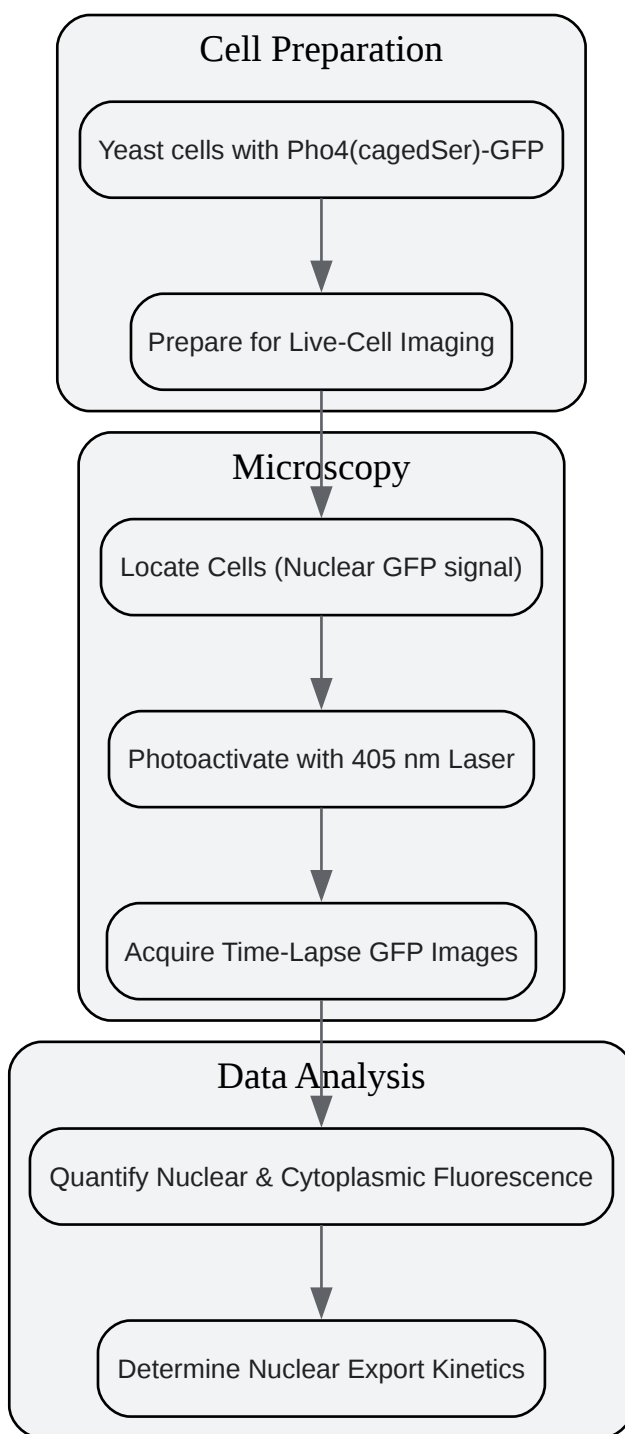 Cell Preparation
Yeast cells with Pho4(cagedSer)-GFP
Prepare for Live-Cell Imaging
Microscopy
Locate Cells (Nuclear GFP signal)
Photoactivate with 405 nm Laser
Acquire Time-Lapse GFP Images
Data Analysis
Quantify Nuclear & Cytoplasmic Fluorescence
Determine Nuclear Export Kinetics